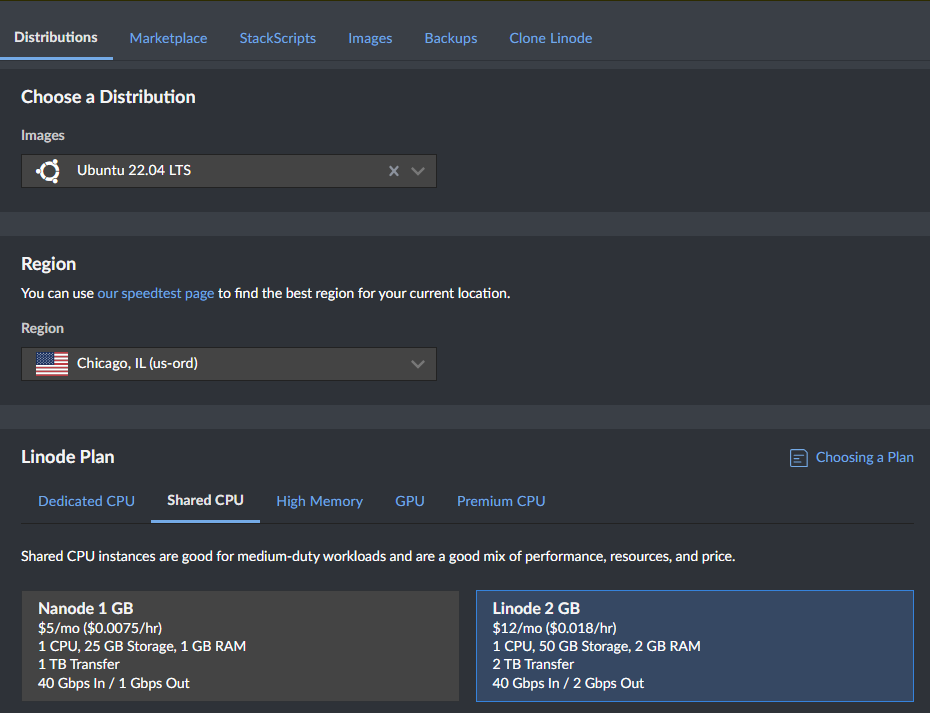 Distributions Marketplace StackScripts Images Backups Clone Linode
Choose a Distribution
Images
Ubuntu 22.04 LTS
Region
You can use our speedtest page to find the best region for your current location.
Region
Chicago, IL (us-ord)
Linode Plan
Choosing a Plan
Dedicated CPU Shared CPU High Memory GPU Premium CPU
Shared CPU instances are good for medium-duty workloads and are a good mix of performance, resources, and price.
Nanode 1 GB
$5/mo ($0.0075/hr)
1 CPU, 25 GB Storage, 1 GB RAM
1 TB Transfer
40 Gbps In / 1 Gbps Out
Linode 2 GB
$12/mo ($0.018/hr)
1 CPU, 50 GB Storage, 2 GB RAM
2 TB Transfer
40 Gbps In / 2 Gbps Out